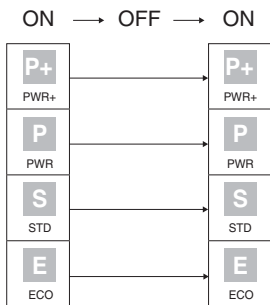 ON → OFF → ON
P+ P+
PWR+ PWR+
P P
PWR PWR
S S
STD STD
E E
ECO ECO